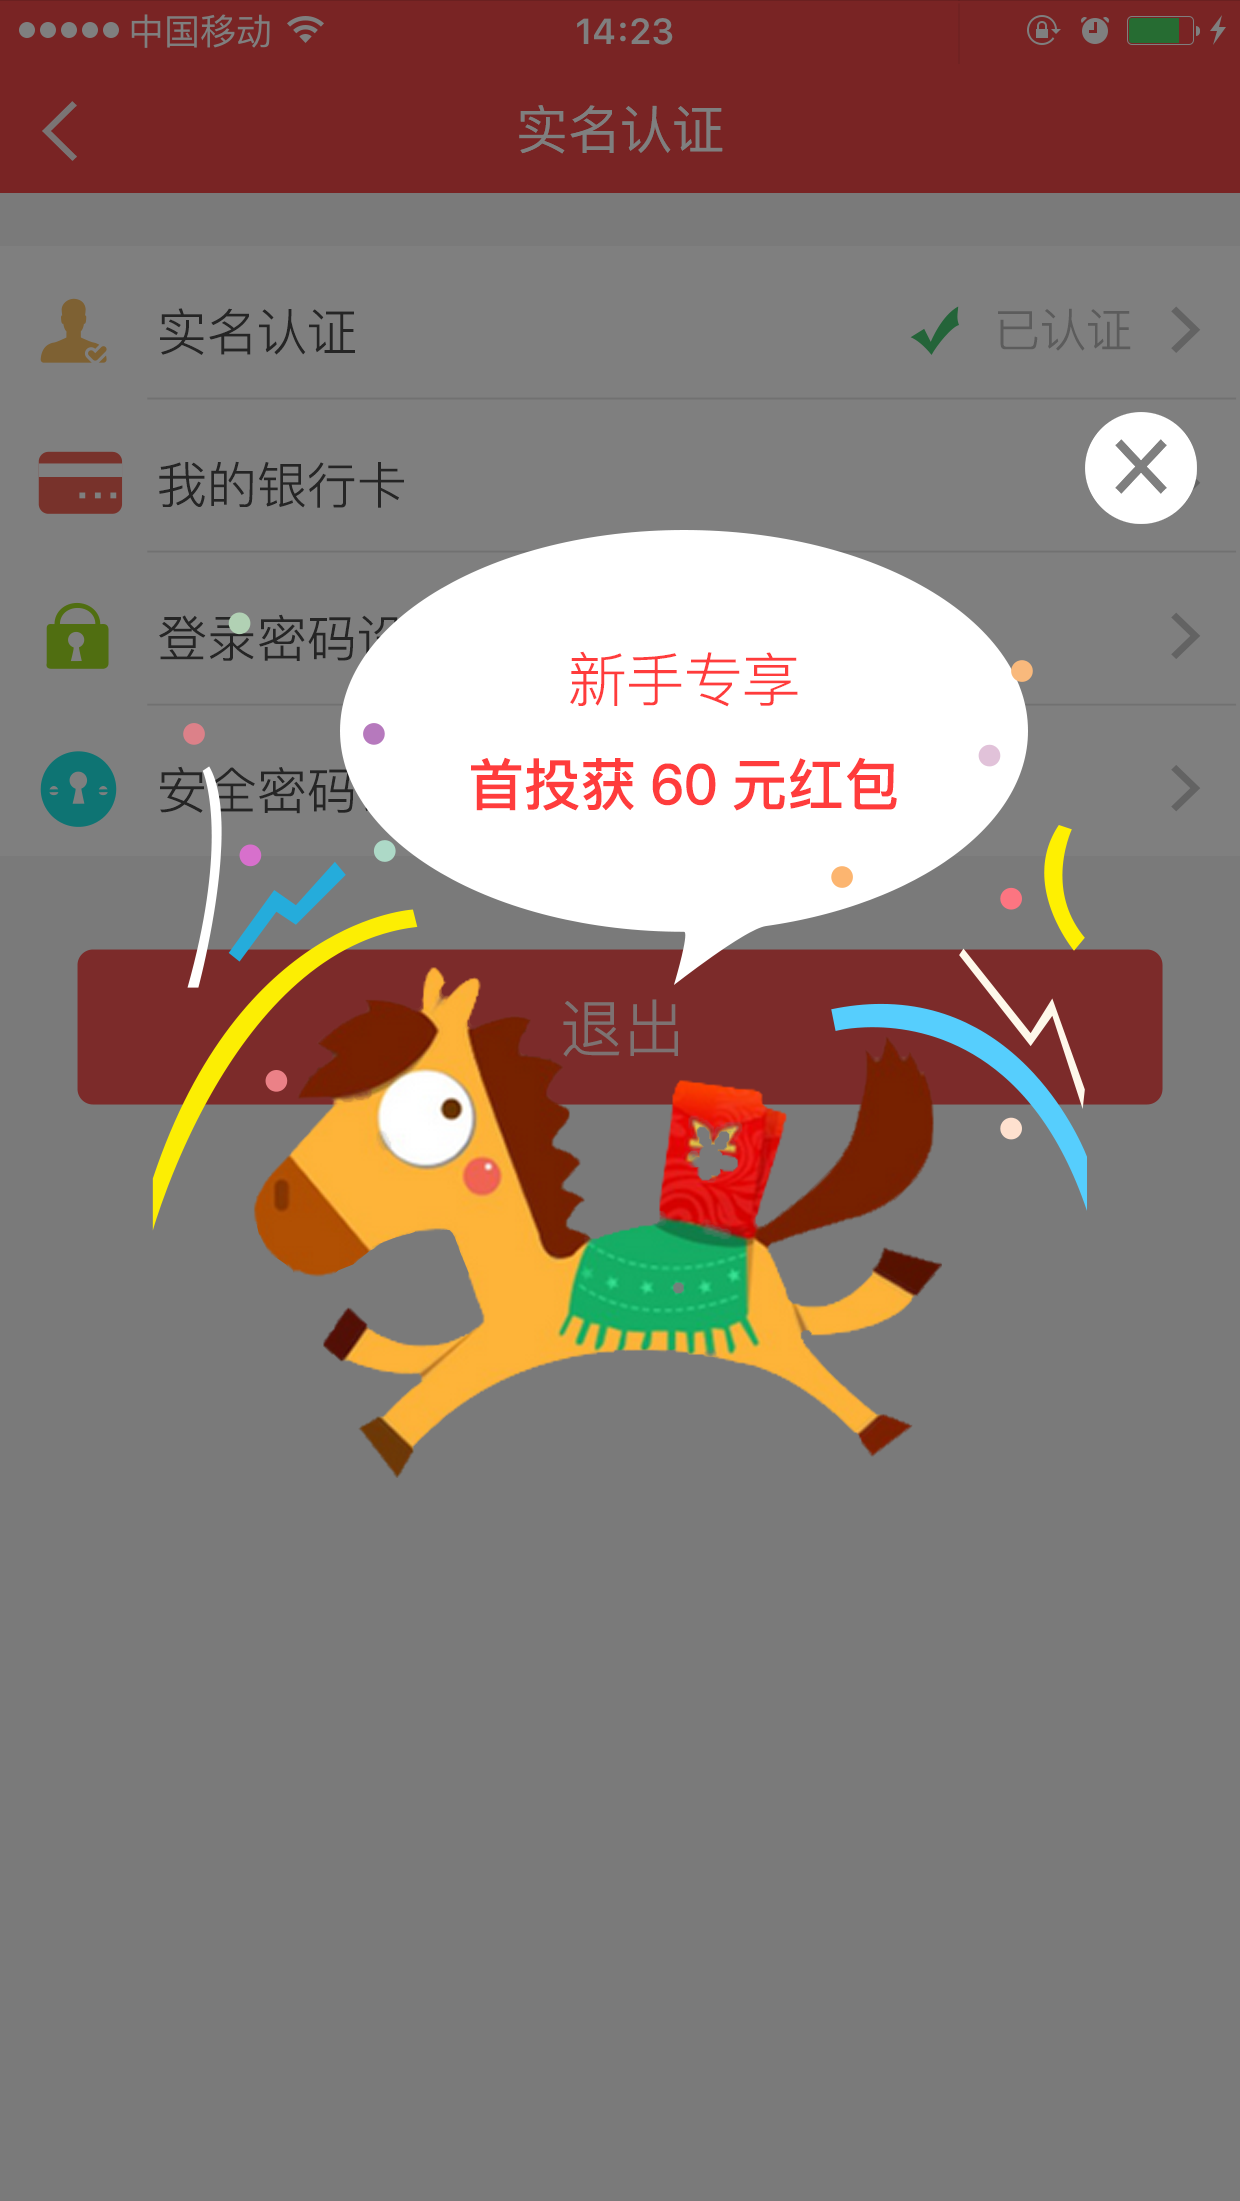 中国移动 14:23
实名认证
实名认证 已认证
我的银行卡
登录密码
新手专享
首投获 60 元红包
安全密码
退出